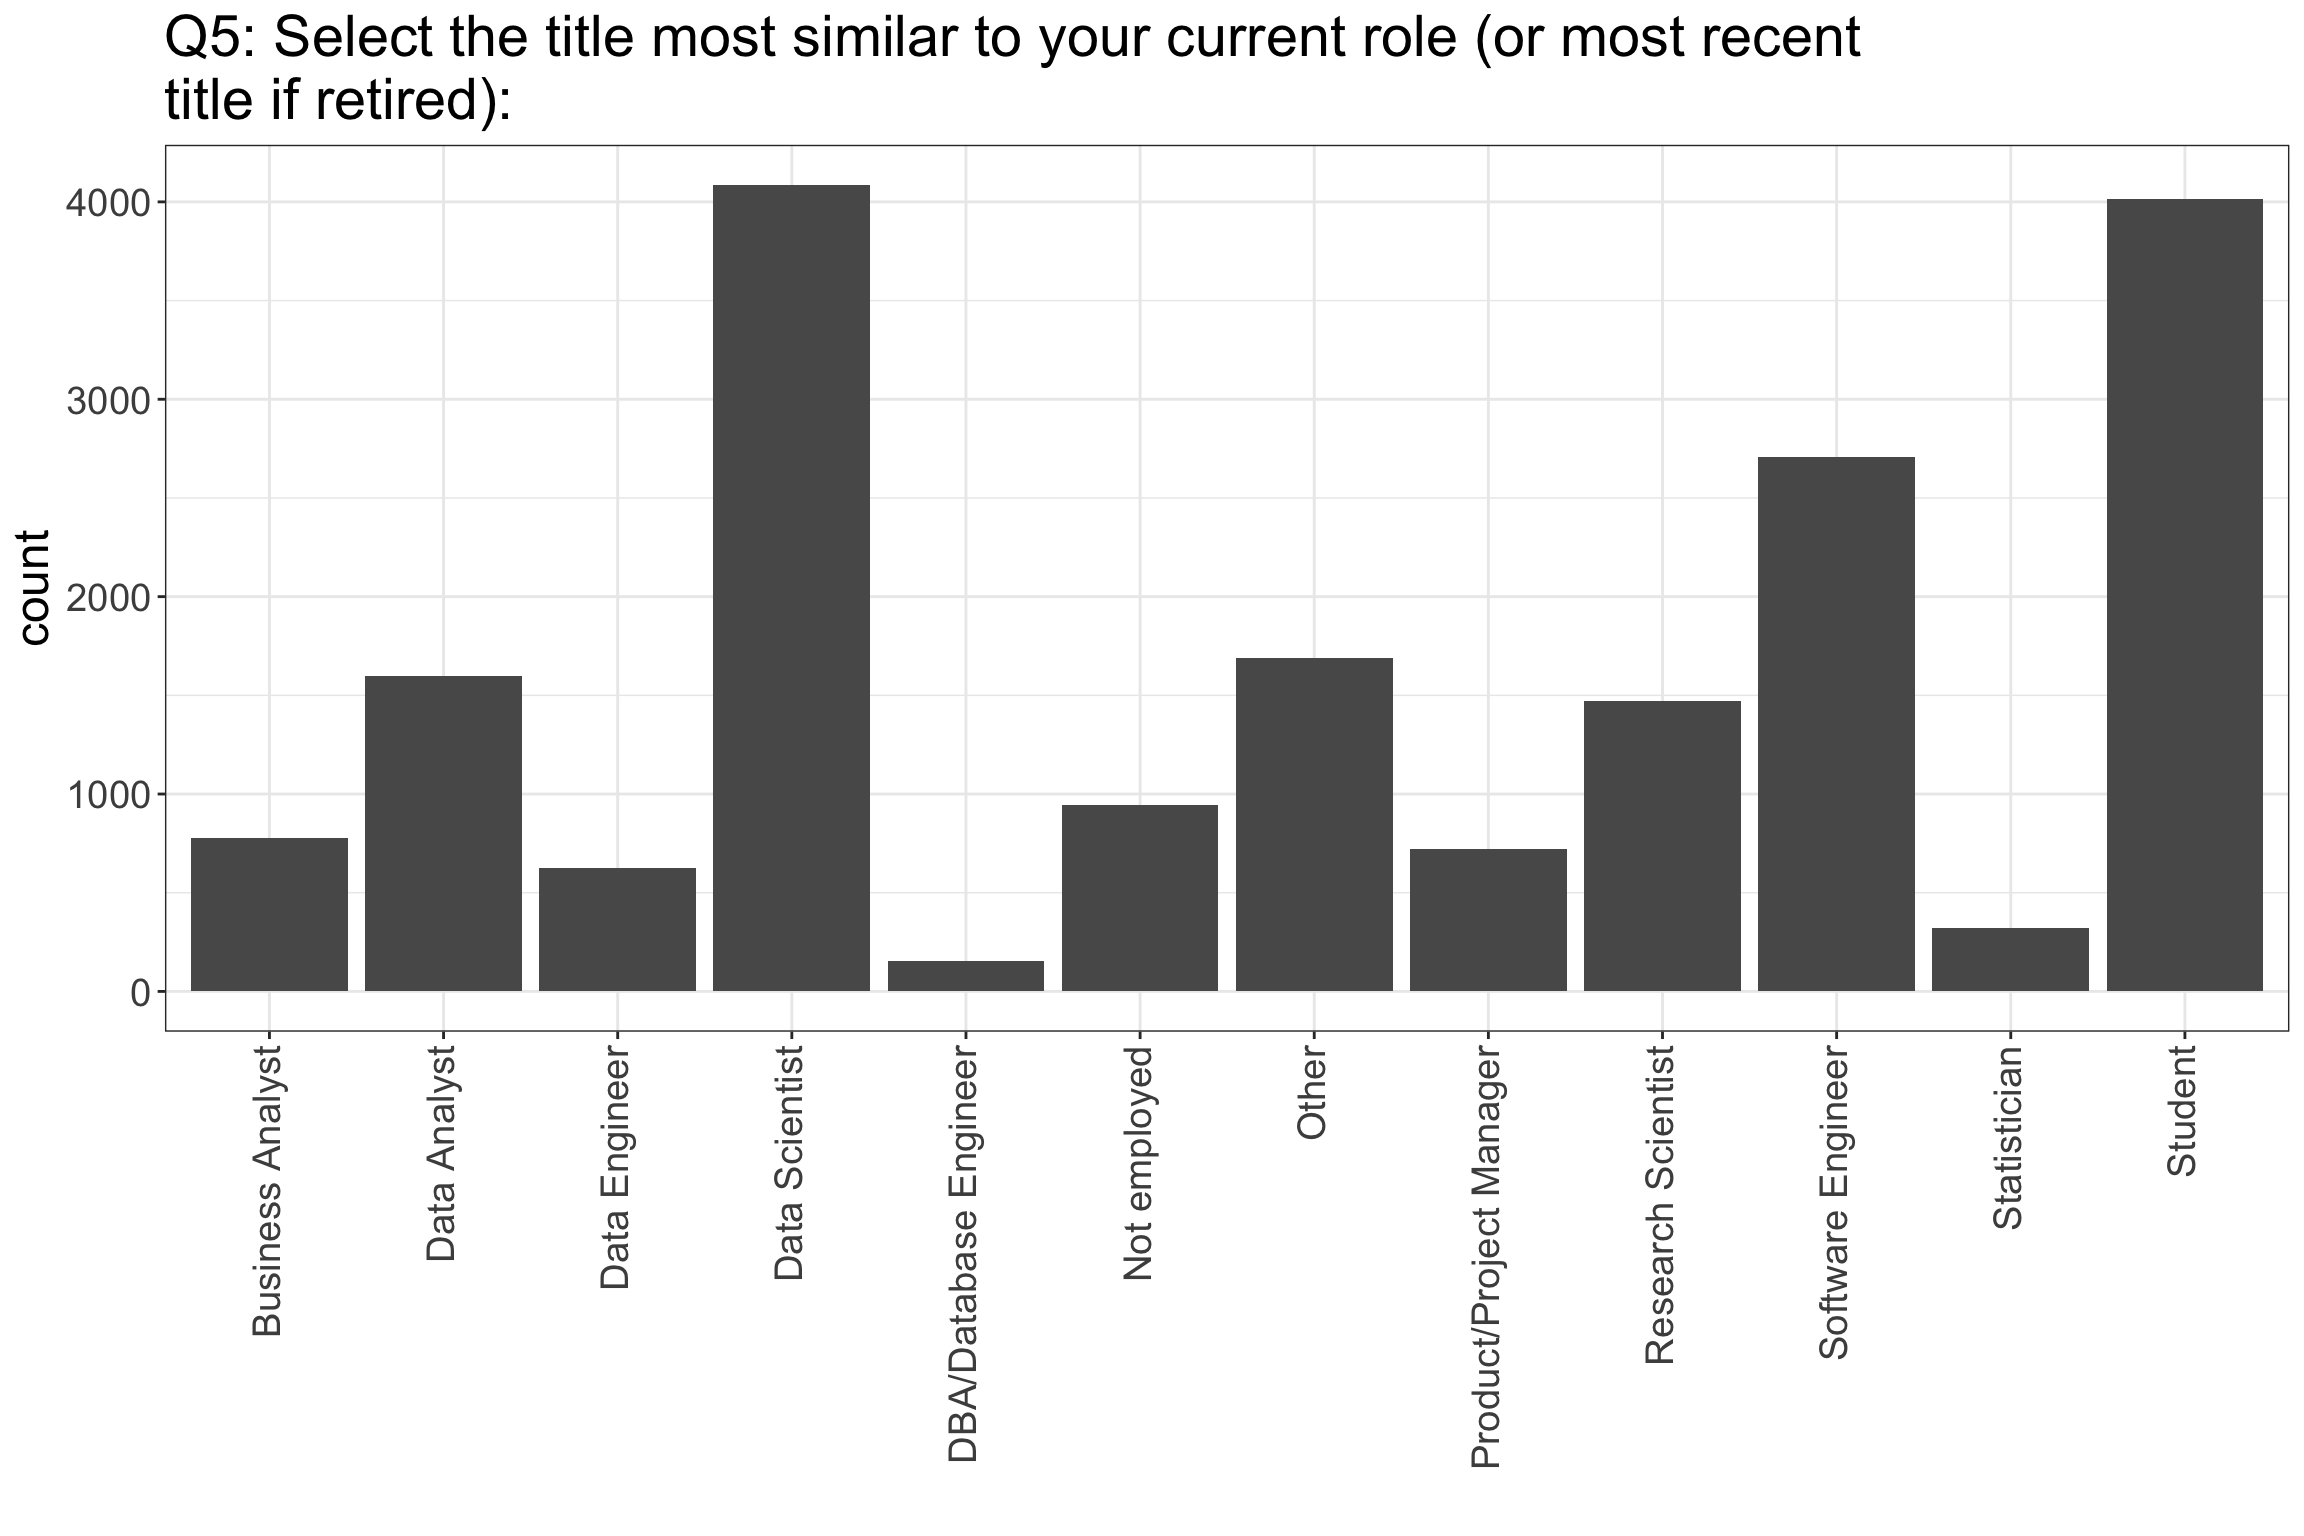 Q5: Select the title most similar to your current role (or most recent
title if retired):
count
4000
3000
2000
1000
0
Business Analyst
Data Analyst
Data Engineer
Data Scientist
DBA/Database Engineer
Not employed
Other
Product/Project Manager
Research Scientist
Software Engineer
Statistician
Student